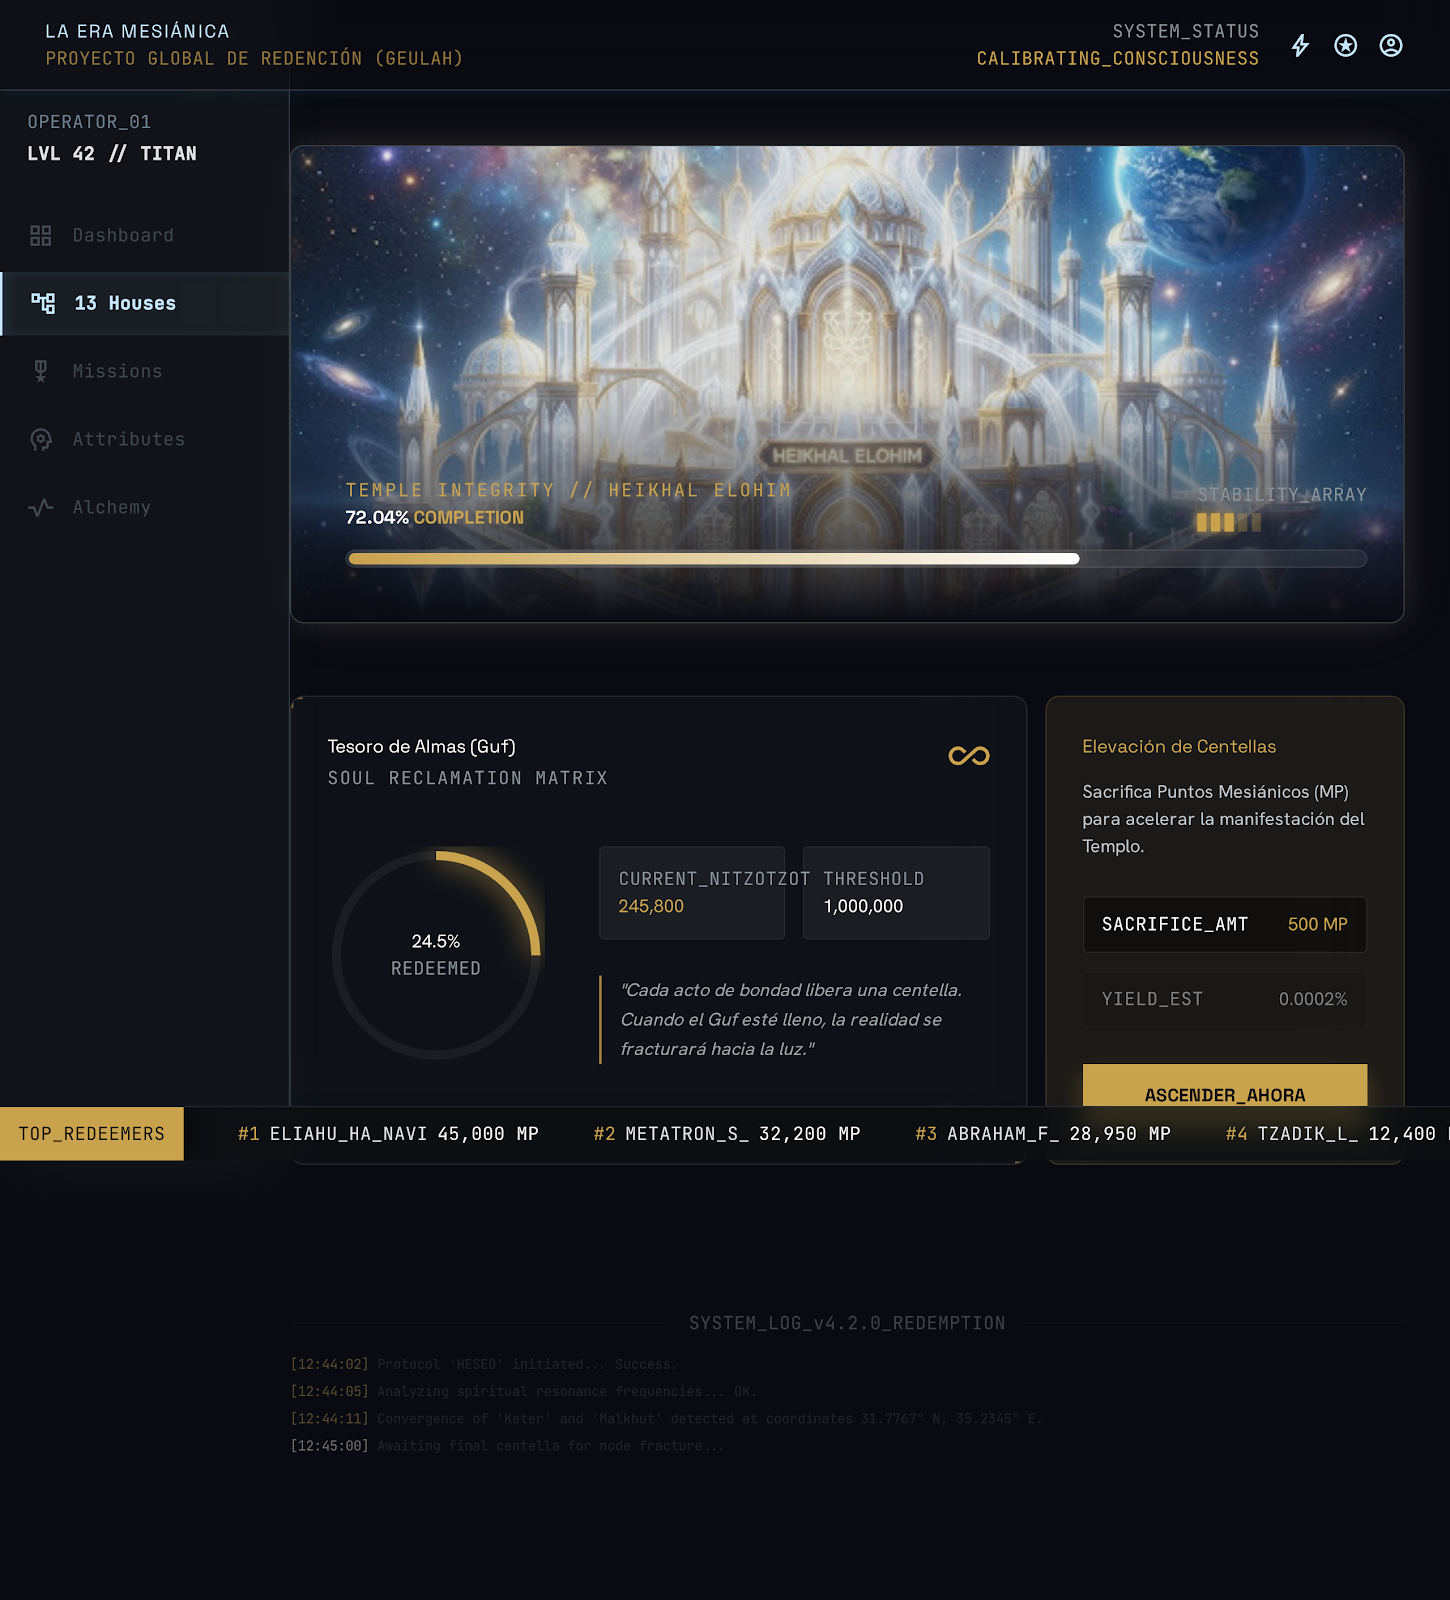 LA ERA MESIÁNICA
PROYECTO GLOBAL DE REDENCIÓN (GEULAH)
SYSTEM_STATUS
CALIBRATING_CONSCIOUSNESS
OPERATOR_01
LVL 42 // TITAN
Dashboard
13 Houses
Missions
Attributes
Alchemy
HEIKHAL ELOHIM
TEMPLE INTEGRITY // HEIKHAL ELOHIM
72.04% COMPLETION
STABILITY_ARRAY
Tesoro de Almas (Guf)
SOUL RECLAMATION MATRIX
24.5%
REDEEMED
CURRENT_NITZOTZOT
245,800
THRESHOLD
1,000,000
"Cada acto de bondad libera una centella.
Cuando el Guf esté lleno, la realidad se
fracturará hacia la luz."
Elevación de Centellas
Sacrifica Puntos Mesiánicos (MP)
para acelerar la manifestación del
Templo.
SACRIFICE_AMT 500 MP
YIELD_EST 0.0002%
ASCENDER_AHORA
TOP_REDEEMERS #1 ELIAHU_HA_NAVI 45,000 MP #2 METATRON_S_ 32,200 MP #3 ABRAHAM_F_ 28,950 MP #4 TZADIK_L_ 12,400
SYSTEM_LOG_v4.2.0_REDEMPTION
[12:44:02] Protocol 'HESED' initiated... Success.
[12:44:05] Analyzing spiritual resonance frequencies... OK.
[12:44:11] Convergence of 'Keter' and 'Malkhut' detected at coordinates 31.7767° N, 35.2345° E.
[12:45:00] Awaiting final centella for node fracture...